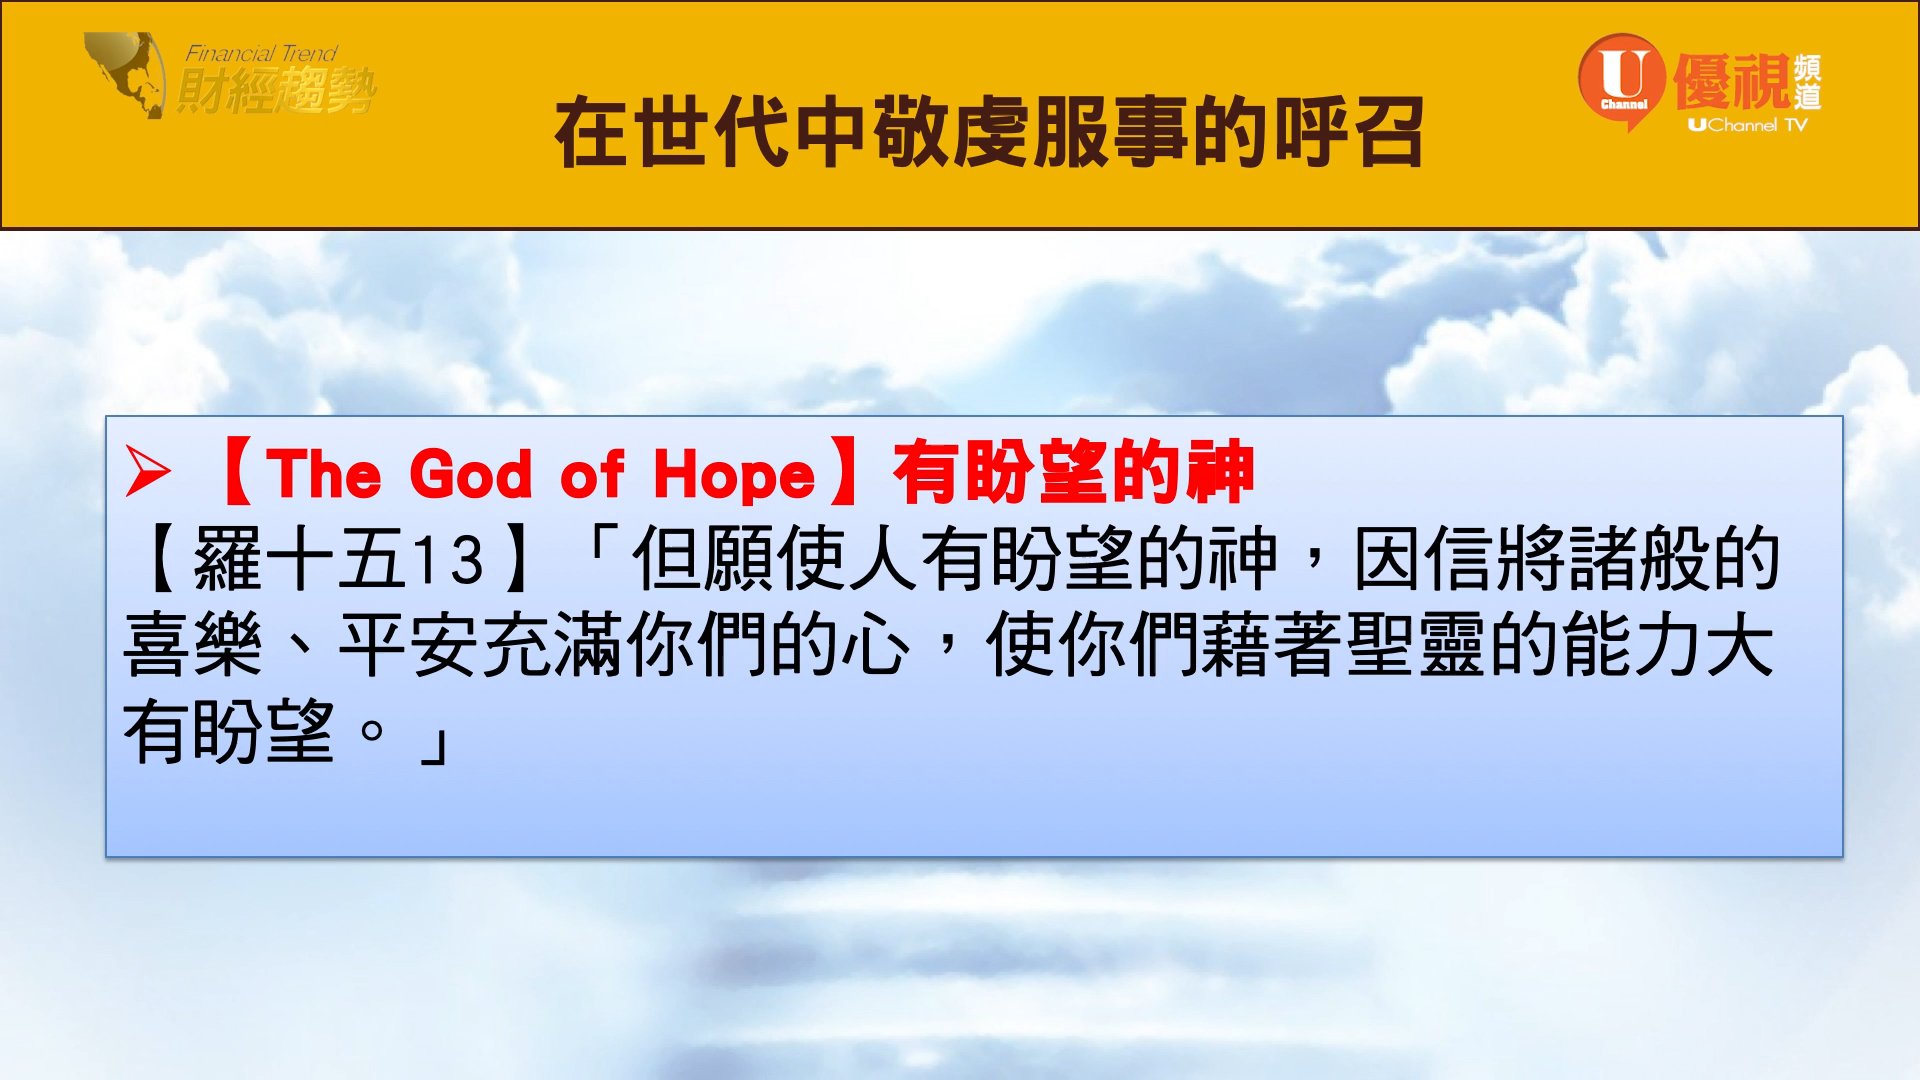 Financial Trend
財經趨勢
在世代中敬虔服事的呼召
U
Channel
優視頻道
UChannel TV
➢【The God of Hope】有盼望的神
【羅十五13】「但願使人有盼望的神，因信將諸般的
喜樂、平安充滿你們的心，使你們藉著聖靈的能力大
有盼望。」